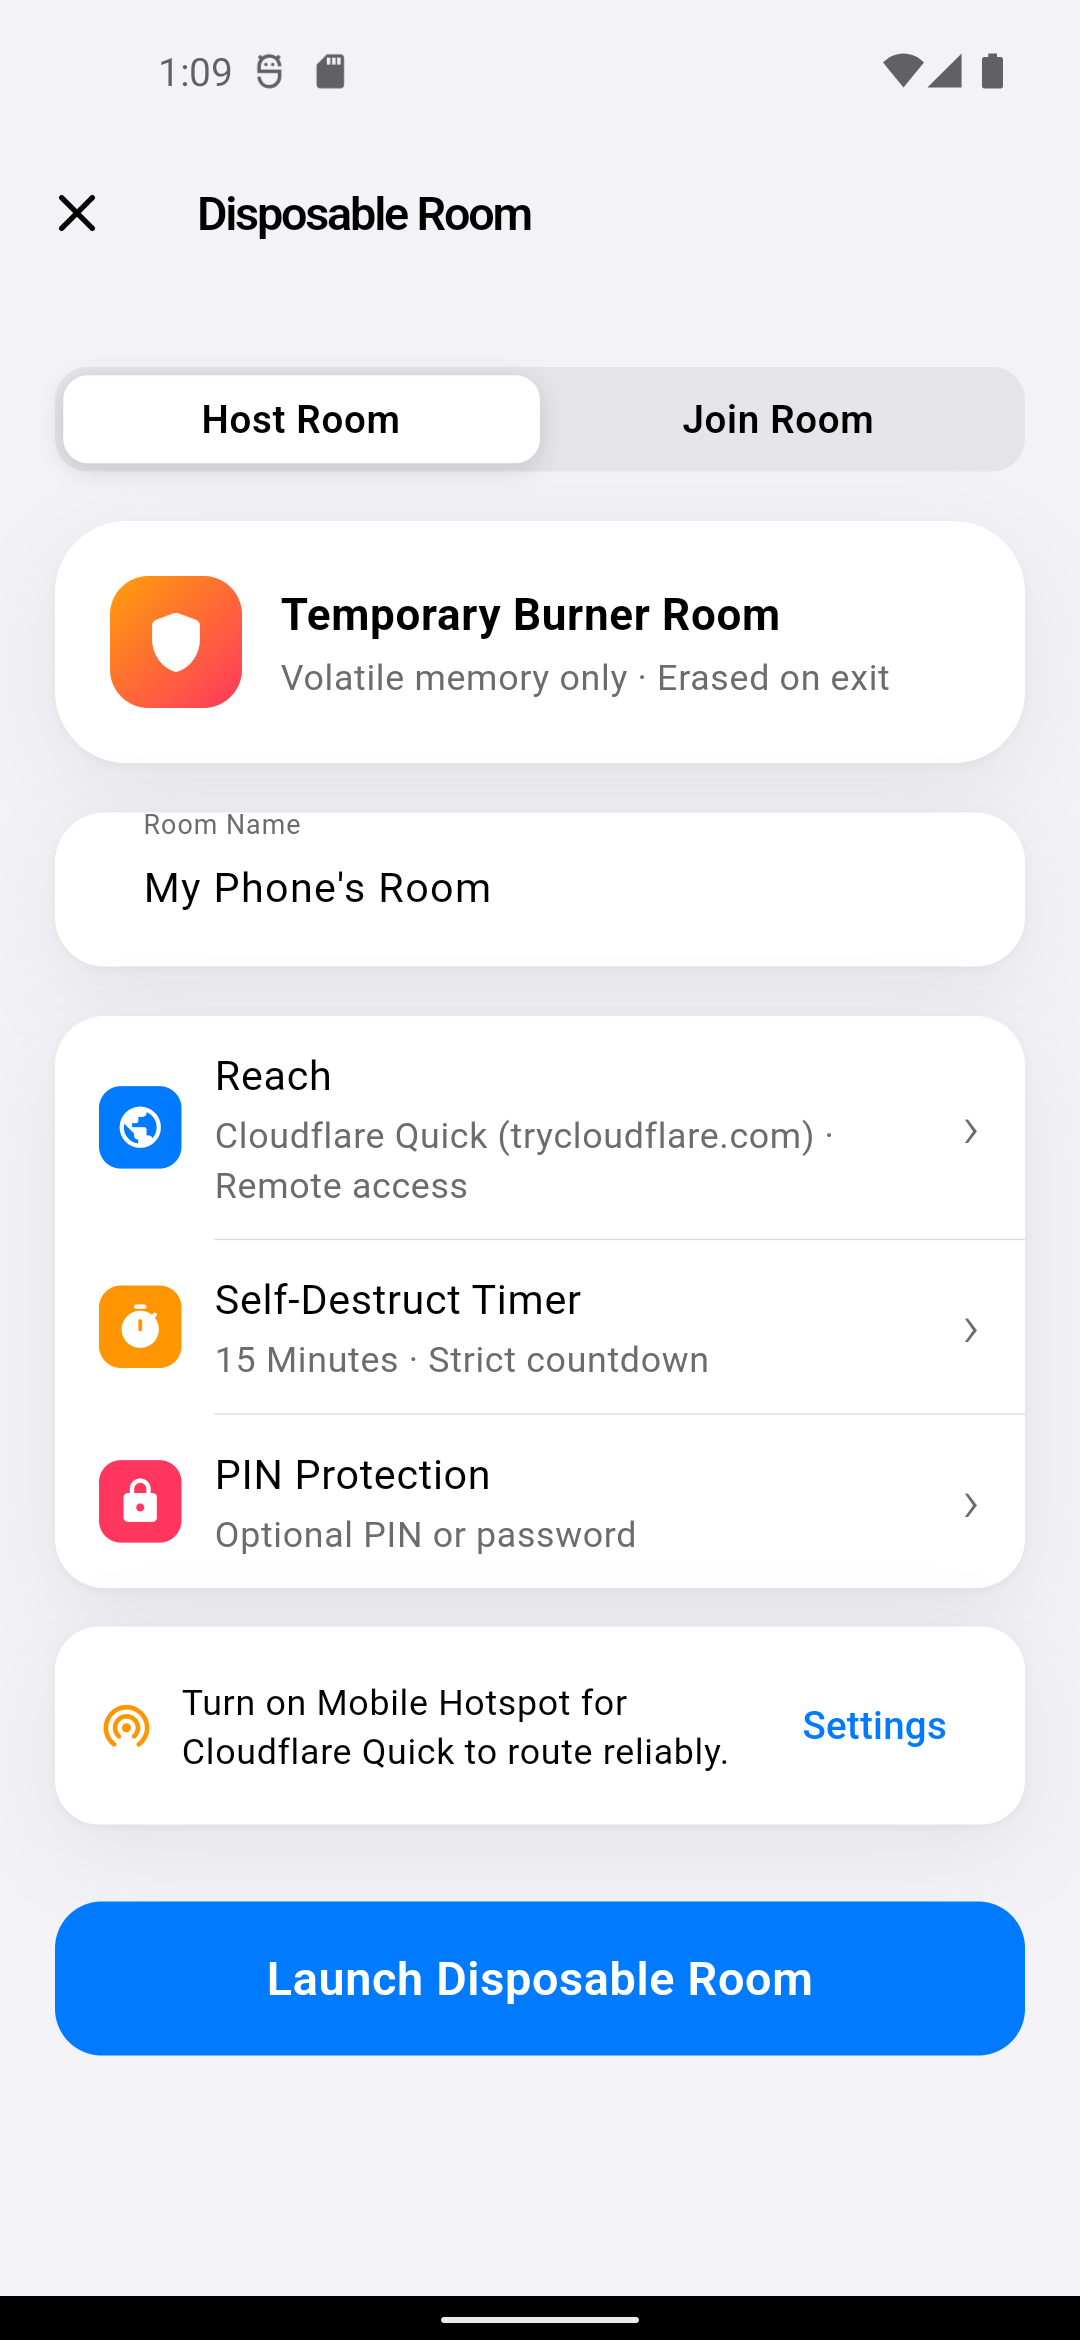 1:09
Disposable Room
Host Room
Join Room
Temporary Burner Room
Volatile memory only · Erased on exit
Room Name
My Phone's Room
Reach
Cloudflare Quick (trycloudflare.com) ·
Remote access
Self-Destruct Timer
15 Minutes · Strict countdown
PIN Protection
Optional PIN or password
Turn on Mobile Hotspot for
Cloudflare Quick to route reliably.
Settings
Launch Disposable Room